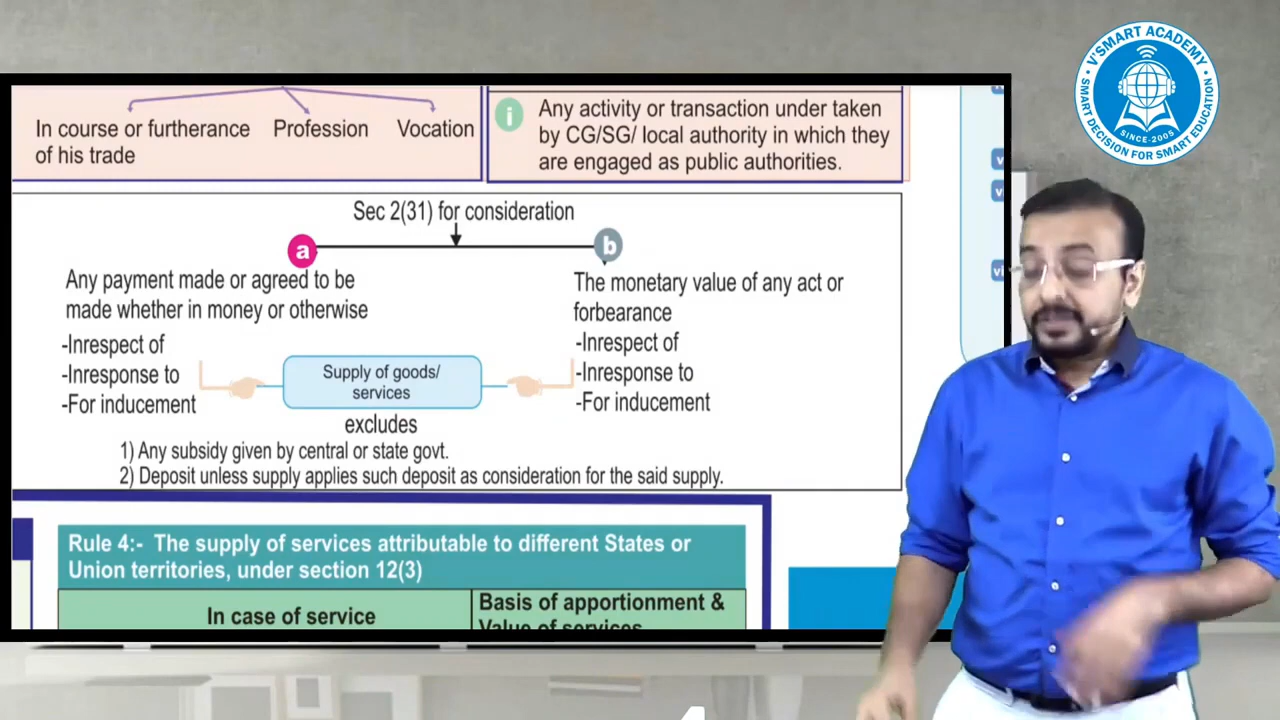 In course or furtherance
of his trade
Profession
Vocation
i
Any activity or transaction under taken
by CG/SG/ local authority in which they
are engaged as public authorities.
Sec 2(31) for consideration
a
b
Any payment made or agreed to be
made whether in money or otherwise
-Inrespect of
-Inresponse to
-For inducement
The monetary value of any act or
forbearance
-Inrespect of
-Inresponse to
-For inducement
Supply of goods/
services
excludes
1) Any subsidy given by central or state govt.
2) Deposit unless supply applies such deposit as consideration for the said supply.
Rule 4:- The supply of services attributable to different States or
Union territories, under section 12(3)
In case of service
Basis of apportionment &
Value of services
V'SMART ACADEMY
SMART DECISION FOR SMART EDUCATION
SINCE-2005